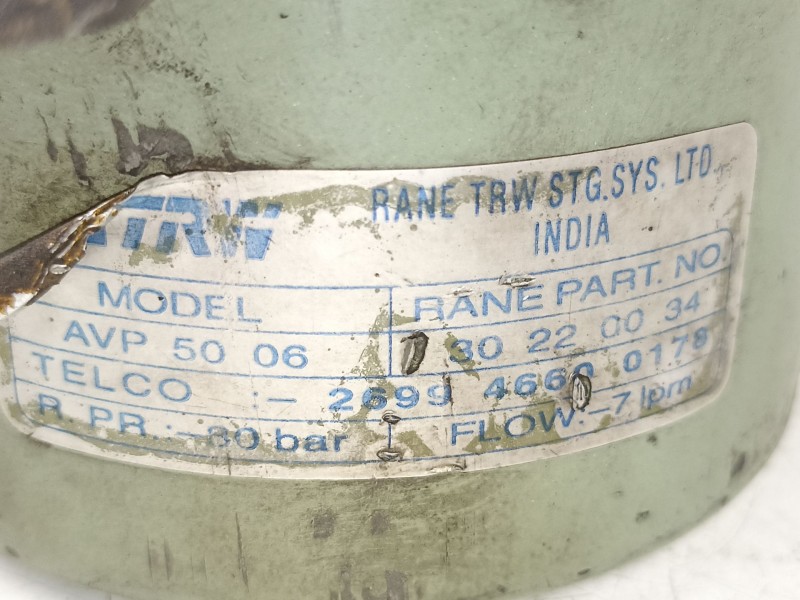 TRW
RANE TRW STG.SYS. LTD.
INDIA
MODEL RANE PART. NO.
AVP 50 06 30 22 00 34
TELCO :- 2699 4660 0178
R. PR. :-80 bar FLOW:-7 lpm